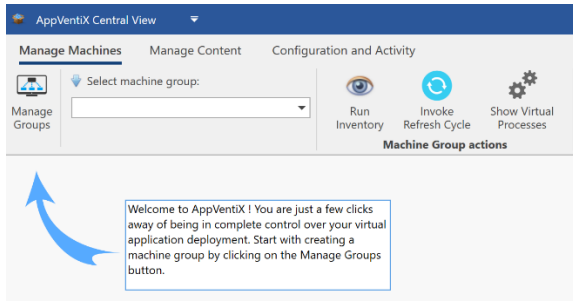 AppVentiX Central View
Manage Machines Manage Content Configuration and Activity
Manage
Groups
Select machine group:
Run
Inventory
Invoke
Refresh Cycle
Show Virtual
Processes
Machine Group actions
Welcome to AppVentiX ! You are just a few clicks
away of being in complete control over your virtual
application deployment. Start with creating a
machine group by clicking on the Manage Groups
button.